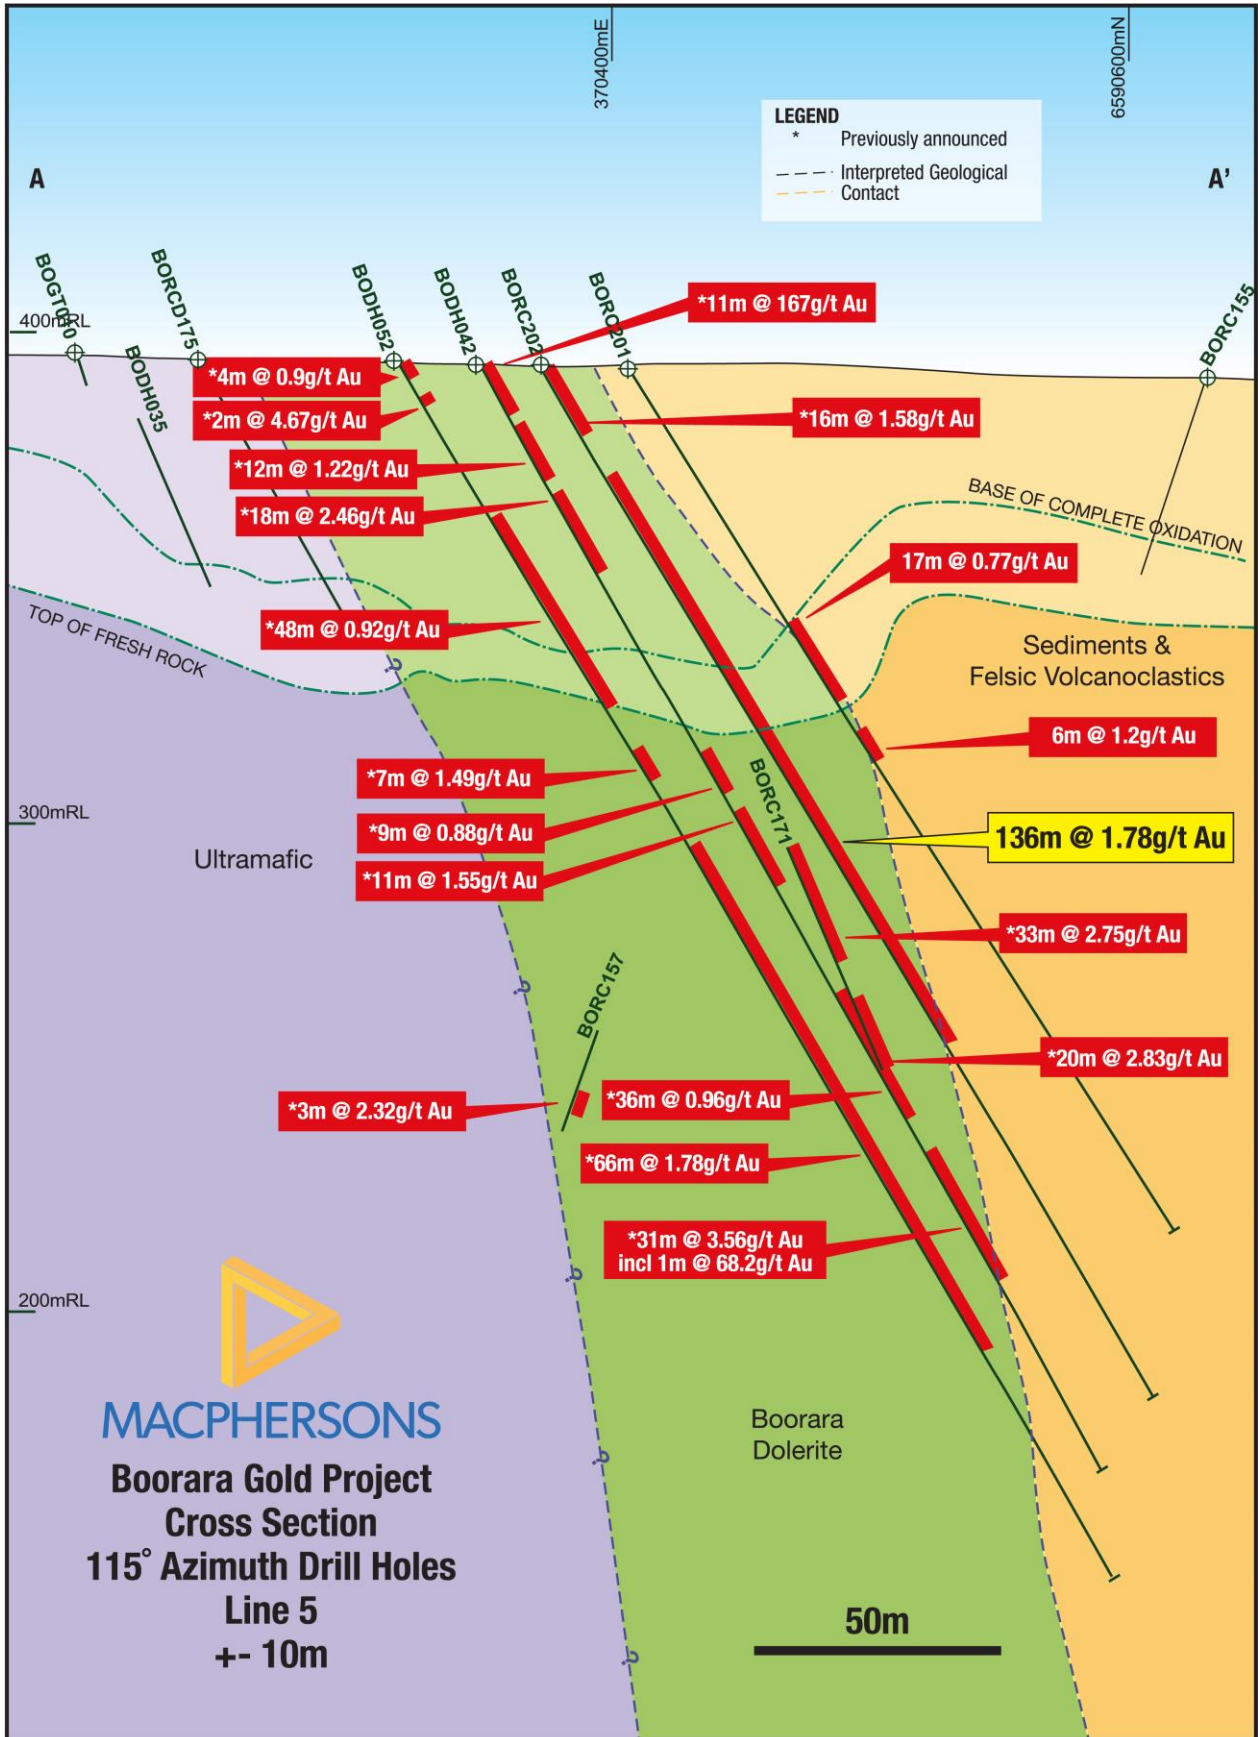 370400mE
6590600mN
LEGEND
* Previously announced
Interpreted Geological
Contact
A
A'
BOGT010
BORCD175
BODH052
BODH042
BORC202
BORC201
BORC155
400mRL
BODH035
*11m @ 167g/t Au
*4m @ 0.9g/t Au
*2m @ 4.67g/t Au
*16m @ 1.58g/t Au
*12m @ 1.22g/t Au
*18m @ 2.46g/t Au
BASE OF COMPLETE OXIDATION
17m @ 0.77g/t Au
TOP OF FRESH ROCK
*48m @ 0.92g/t Au
Sediments &
Felsic Volcanoclastics
?
6m @ 1.2g/t Au
*7m @ 1.49g/t Au
BORC171
300mRL
*9m @ 0.88g/t Au
136m @ 1.78g/t Au
Ultramafic
*11m @ 1.55g/t Au
*33m @ 2.75g/t Au
BORC157
?
*20m @ 2.83g/t Au
*3m @ 2.32g/t Au
*36m @ 0.96g/t Au
*66m @ 1.78g/t Au
*31m @ 3.56g/t Au
incl 1m @ 68.2g/t Au
?
200mRL
MACPHERSONS
Boorara
Dolerite
?
Boorara Gold Project
Cross Section
115° Azimuth Drill Holes
Line 5
+- 10m
50m
?